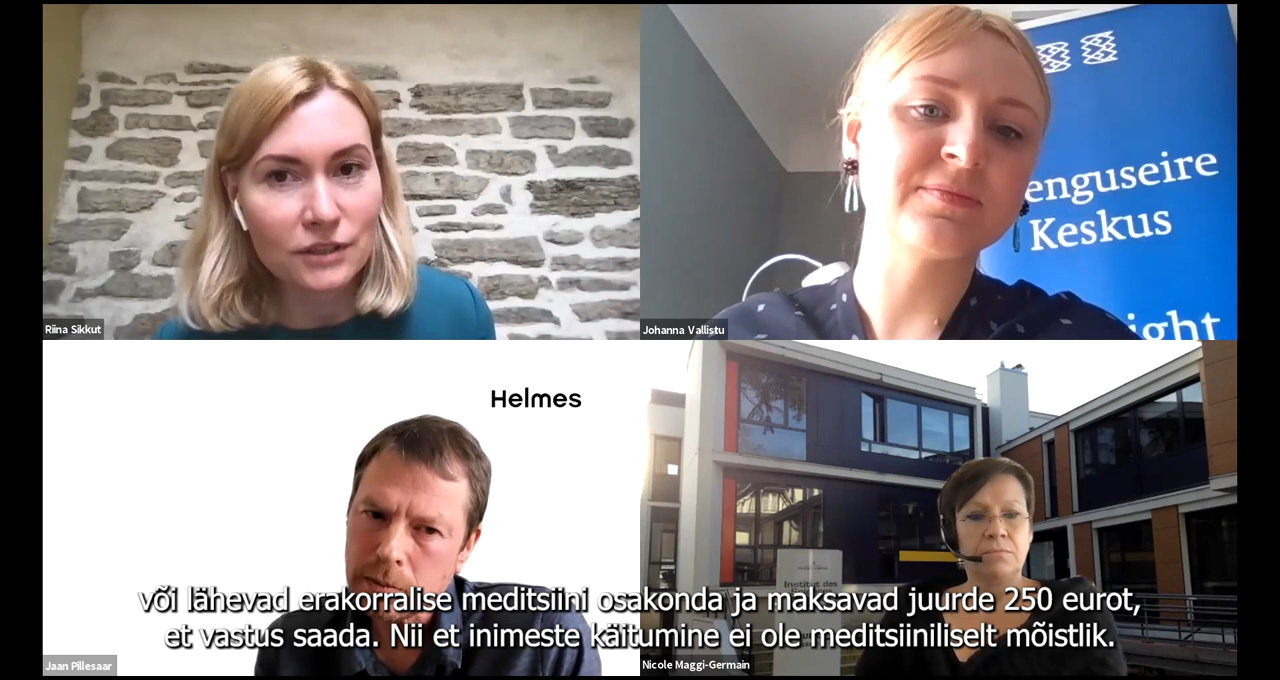 enguseire
Keskus
ight
Riina Sikkut
Johanna Vallistu
Helmes
Institut des
või lähevad erakorralise meditsiini osakonda ja maksavad juurde 250 eurot,
et vastus saada. Nii et inimeste käitumine ei ole meditsiiniliselt mõistlik.
Jaan Pillesaar
Nicole Maggi-Germain